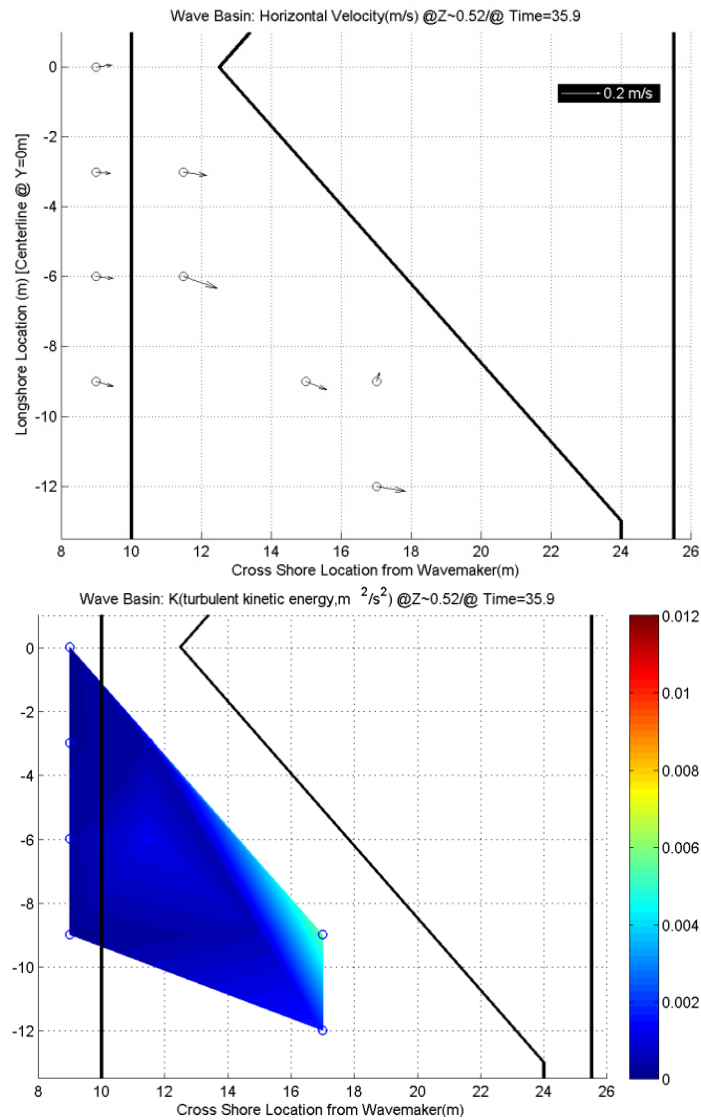 Wave Basin: Horizontal Velocity(m/s) @Z~0.52/@ Time=35.9
0.2 m/s
0
-2
-4
-6
-8
-10
-12
Longshore Location (m) [Centerline @ Y=0m]
8 10 12 14 16 18 20 22 24 26
Cross Shore Location from Wavemaker(m)
Wave Basin: K(turbulent kinetic energy,m ²/s²) @Z~0.52/@ Time=35.9
0
-2
-4
-6
-8
-10
-12
8 10 12 14 16 18 20 22 24 26
Cross Shore Location from Wavemaker(m)
0.012
0.01
0.008
0.006
0.004
0.002
0